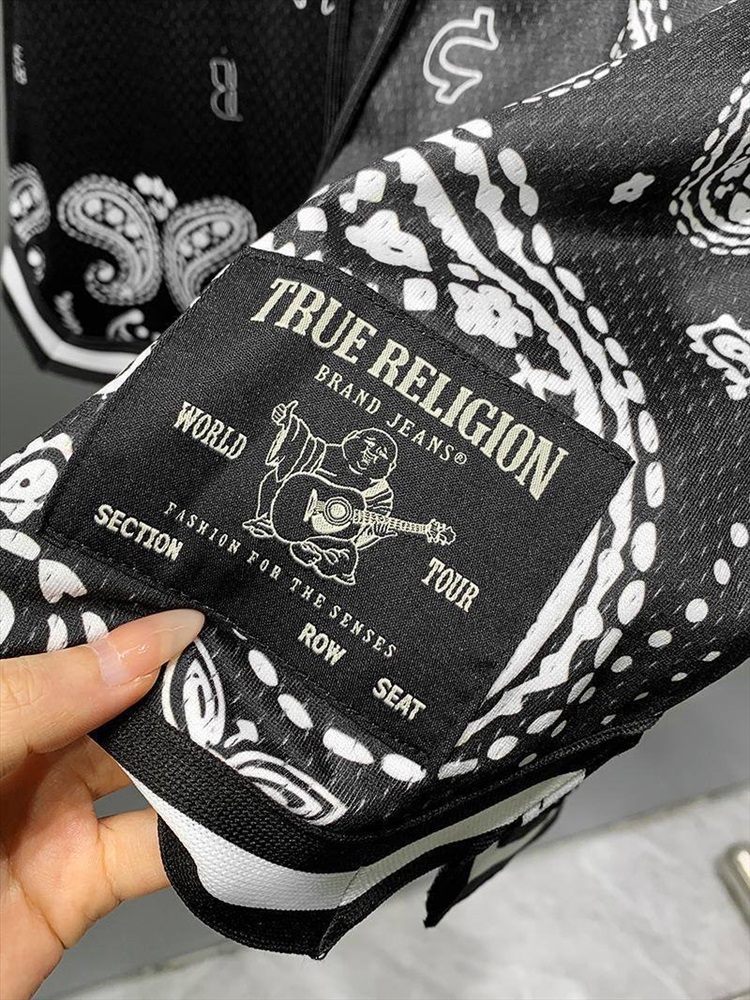 TRUE RELIGION
BRAND JEANS®
WORLD TOUR
FASHION FOR THE SENSES
SECTION ROW SEAT